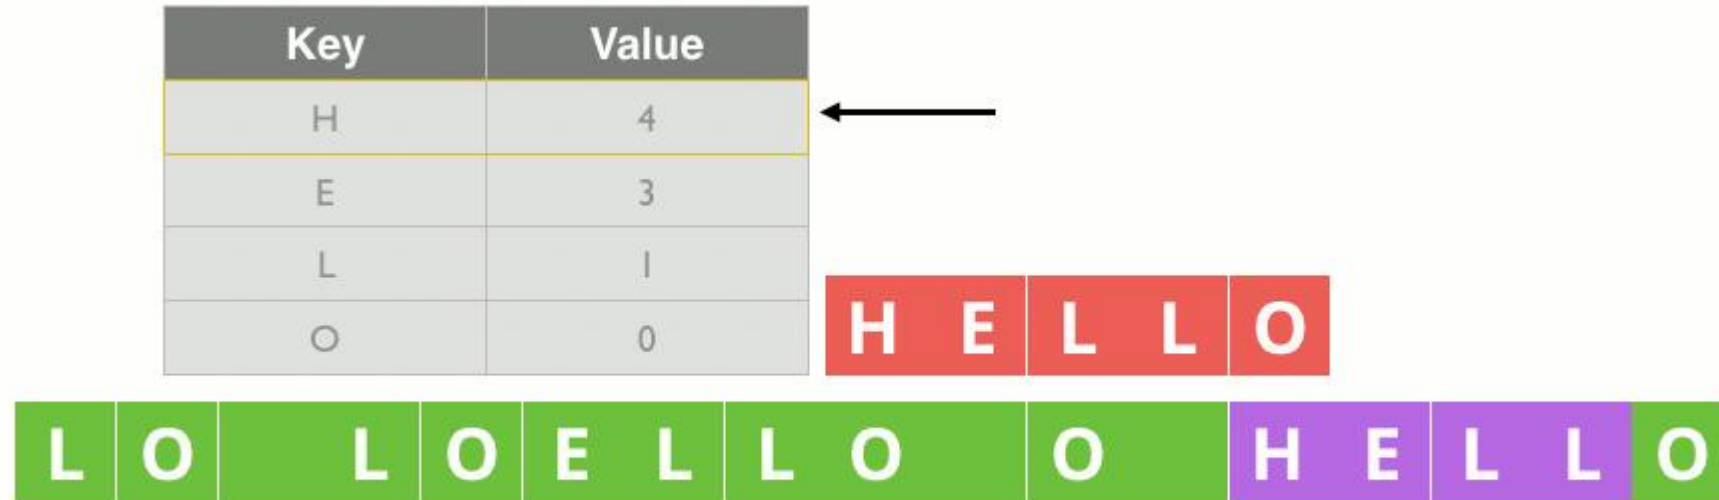 Key Value
H 4
E 3
L 1
O 0
H E L L O
L O L O E L L O O H E L L O